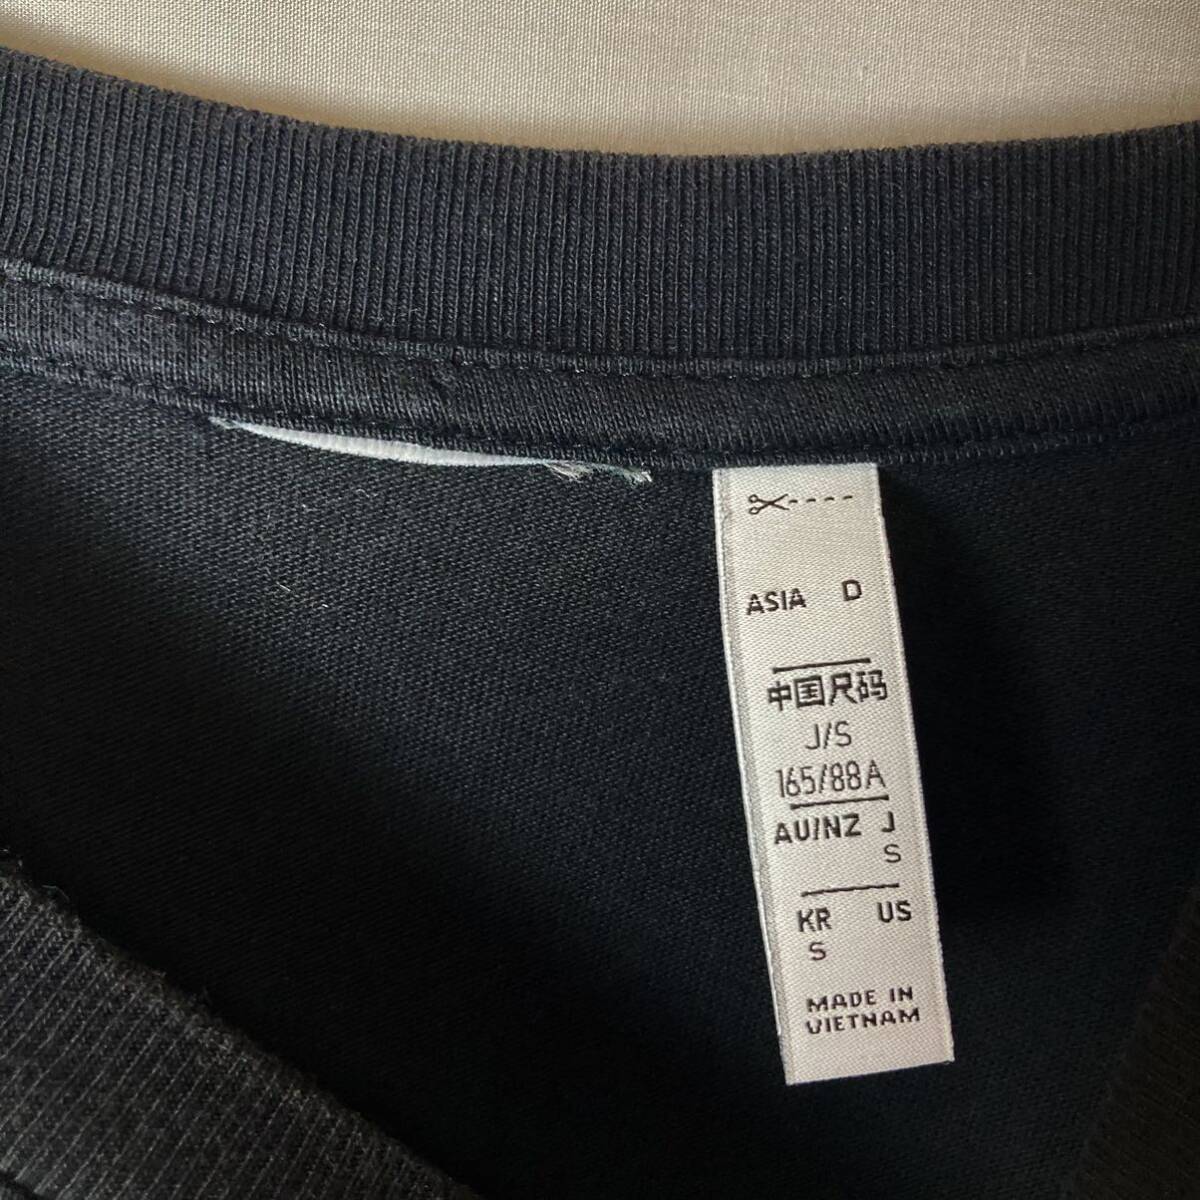 ASIA D
中国尺码
J/S
165/88A
AU/NZ J
S
KR US
S
MADE IN
VIETNAM